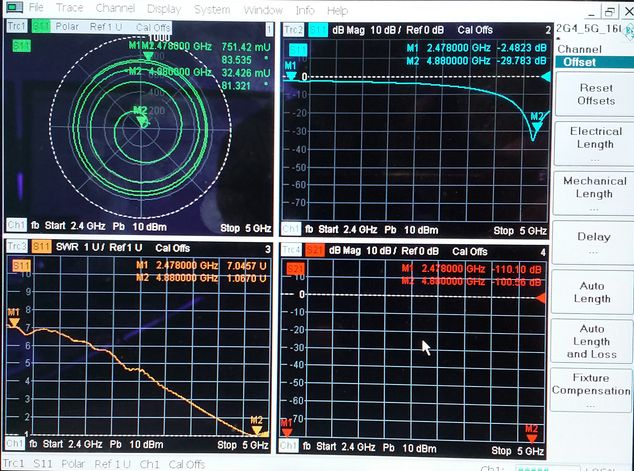 File Trace Channel Display System Window Info Help
Trc1 S11 Polar Ref 1 U Cal Offs 1
S11
1000
M1 2.478000 GHz 751.42 mU
83.535 °
M2 4.880000 GHz 32.426 mU
81.321 °
M2
Ch1 fb Start 2.4 GHz Pb 10 dBm Stop 5 GHz
Trc2 S11 dB Mag 10 dB/ Ref 0 dB Cal Offs 2
S11
M1 2.478000 GHz -2.4823 dB
M2 4.880000 GHz -29.783 dB
M1
0
-10
-20
-30
-40
-50
-60
-70
M2
Ch1 fb Start 2.4 GHz Pb 10 dBm Stop 5 GHz
Trc3 S11 SWR 1 U/ Ref 1 U Cal Offs 3
S11
M1 2.478000 GHz 7.0457 U
M2 4.880000 GHz 1.0670 U
M1
9
8
7
6
5
4
3
2
1
M2
Ch1 fb Start 2.4 GHz Pb 10 dBm Stop 5 GHz
Trc4 S21 dB Mag 10 dB/ Ref 0 dB Cal Offs 4
S21
M1 2.478000 GHz -110.10 dB
M2 4.880000 GHz -100.56 dB
10
0
-10
-20
-30
-40
-50
-60
-70
M1
M2
Ch1 fb Start 2.4 GHz Pb 10 dBm Stop 5 GHz
Trc1 S11 Polar Ref 1 U Ch1 Cal Offs
Ch1:
2G4_5G_16U
Channel
Offset
Reset
Offsets
Electrical
Length
...
Mechanical
Length
...
Delay
...
Auto
Length
Auto
Length
and Loss
Fixture
Compensation
...